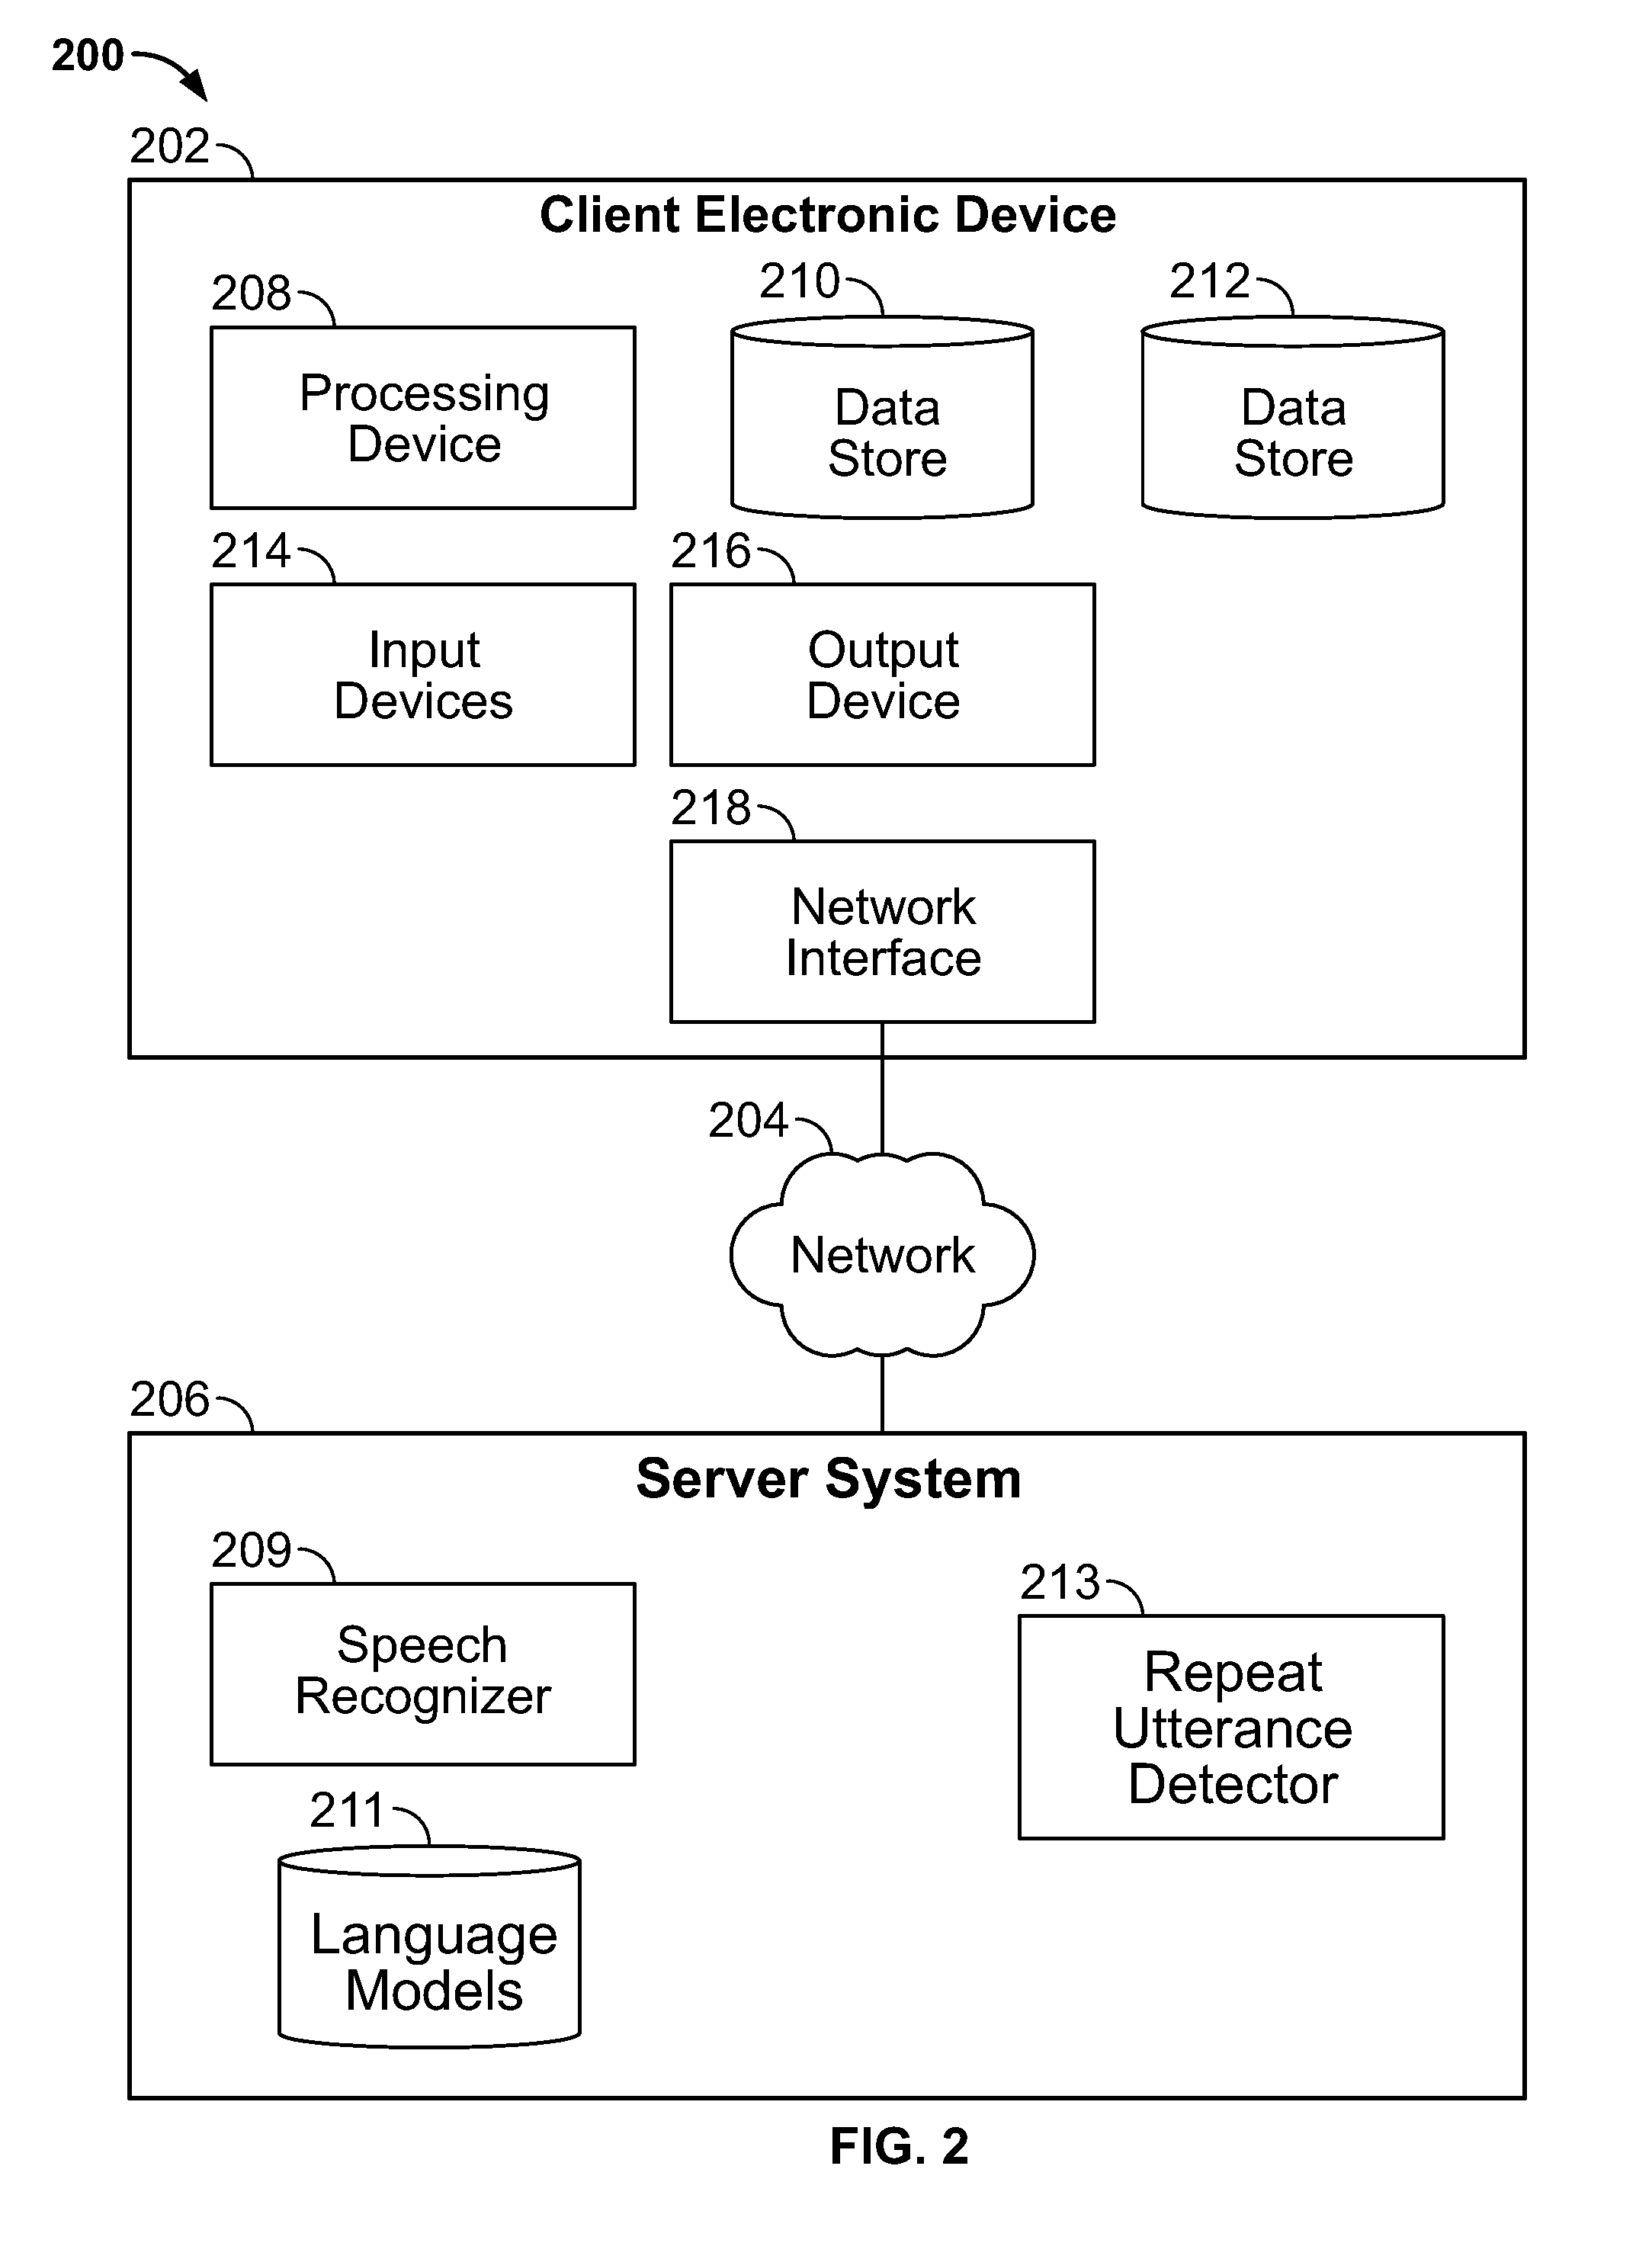 200
202
Client Electronic Device
208
Processing
Device
210
Data
Store
212
Data
Store
214
Input
Devices
216
Output
Device
218
Network
Interface
204
Network
206
Server System
209
Speech
Recognizer
213
Repeat
Utterance
Detector
211
Language
Models
FIG. 2